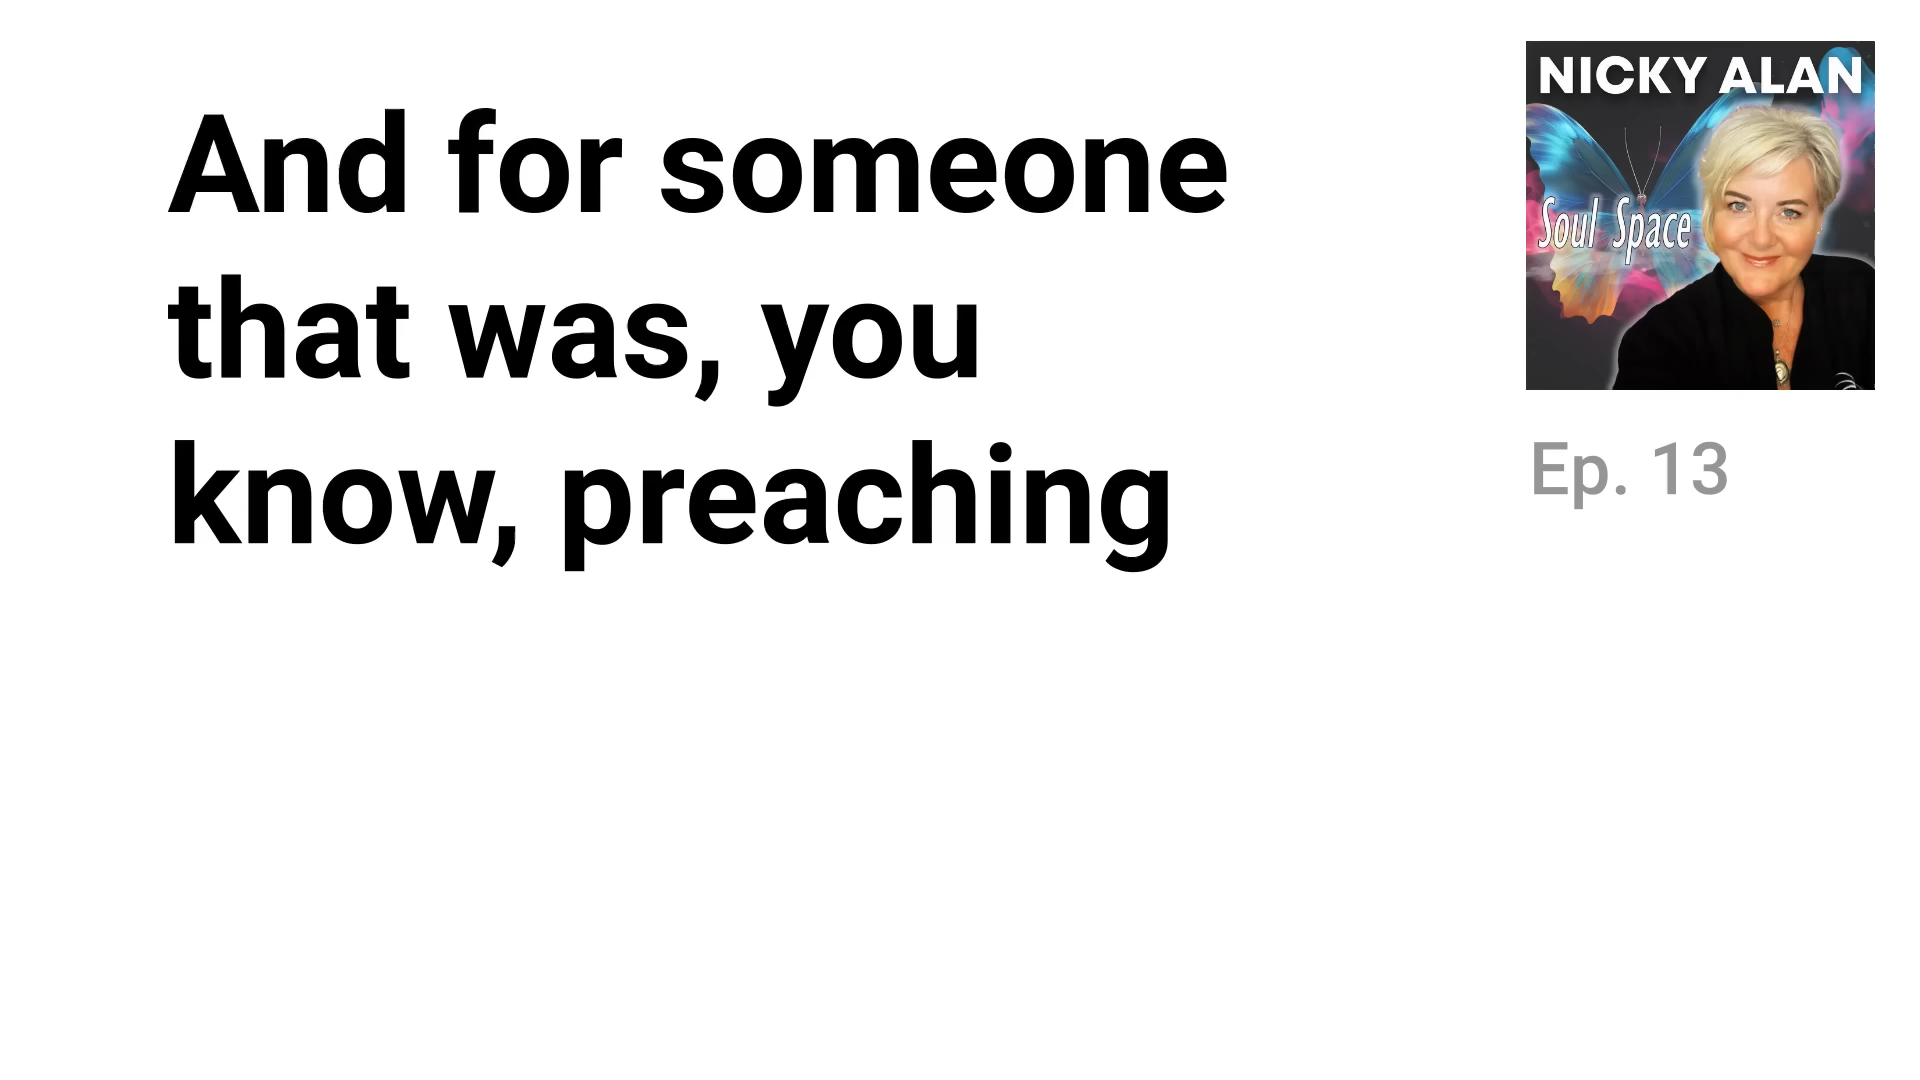 And for someone
that was, you
know, preaching
NICKY ALAN
Soul Space
Ep. 13